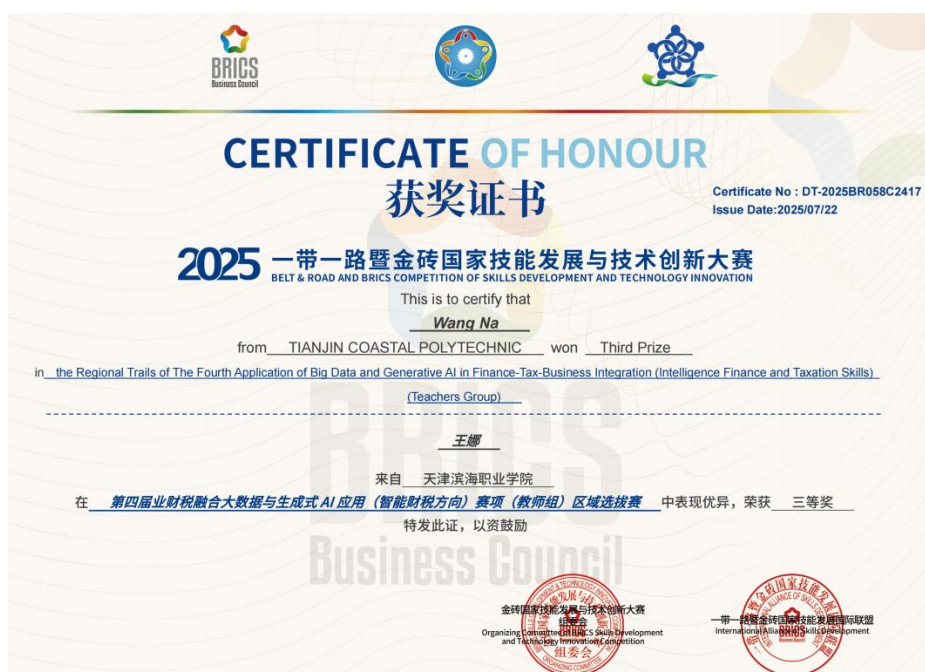 BRICS
Business Council
CERTIFICATE OF HONOUR
获奖证书
Certificate No : DT-2025BR058C2417
Issue Date:2025/07/22
2025 一带一路暨金砖国家技能发展与技术创新大赛
BELT & ROAD AND BRICS COMPETITION OF SKILLS DEVELOPMENT AND TECHNOLOGY INNOVATION
This is to certify that
Wang Na
from TIANJIN COASTAL POLYTECHNIC won Third Prize
in the Regional Trails of The Fourth Application of Big Data and Generative AI in Finance-Tax-Business Integration (Intelligence Finance and Taxation Skills)
(Teachers Group)
BRICS
王娜
来自 天津滨海职业学院
在 第四届业财税融合大数据与生成式 AI 应用（智能财税方向）赛项（教师组）区域选拔赛 中表现优异，荣获 三等奖
特发此证，以资鼓励
Business Council
金砖国家技能发展与技术创新大赛
组委会
Organizing Committee of BRICS Skills Development
and Technology Innovation Competition
组委会
一带一路暨金砖国家技能发展国际联盟
International Alliance of Skills Development
BRICS